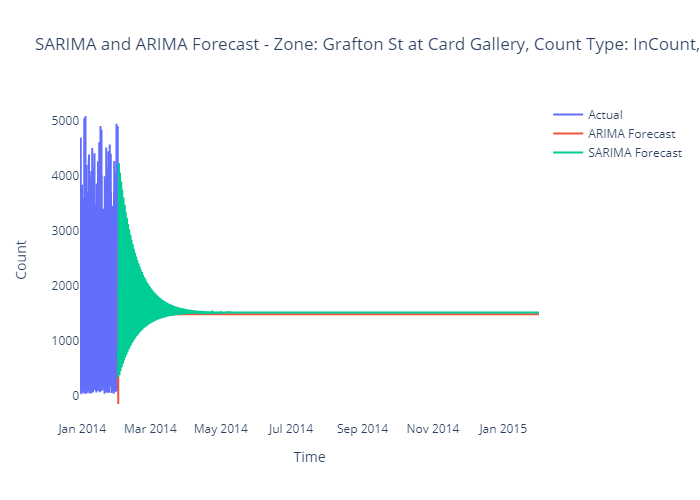 SARIMA and ARIMA Forecast - Zone: Grafton St at Card Gallery, Count Type: InCount,
Actual
ARIMA Forecast
SARIMA Forecast
Count
5000
4000
3000
2000
1000
0
Jan 2014
Mar 2014
May 2014
Jul 2014
Sep 2014
Nov 2014
Jan 2015
Time